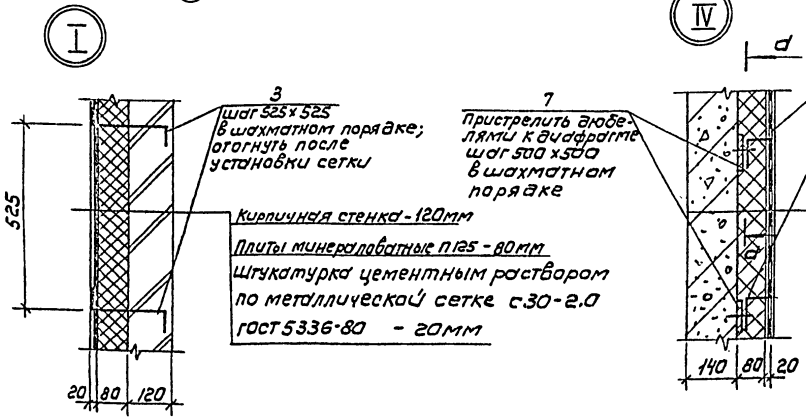 I
IV
d
3
шаг 525х525
в шахматном порядке;
отогнуть после
установки сетки
7
Пристрелить дюбе-
лями к диафрагме
шаг 500 х500
в шахматном
порядке
525
Кирпичная стенка-120мм
Плиты минераловатные П125-80мм
Штукатурка цементным раствором
по металлической сетке с30-2.0
гост 5336-80 - 20мм
d
20 80 120
140 80 20